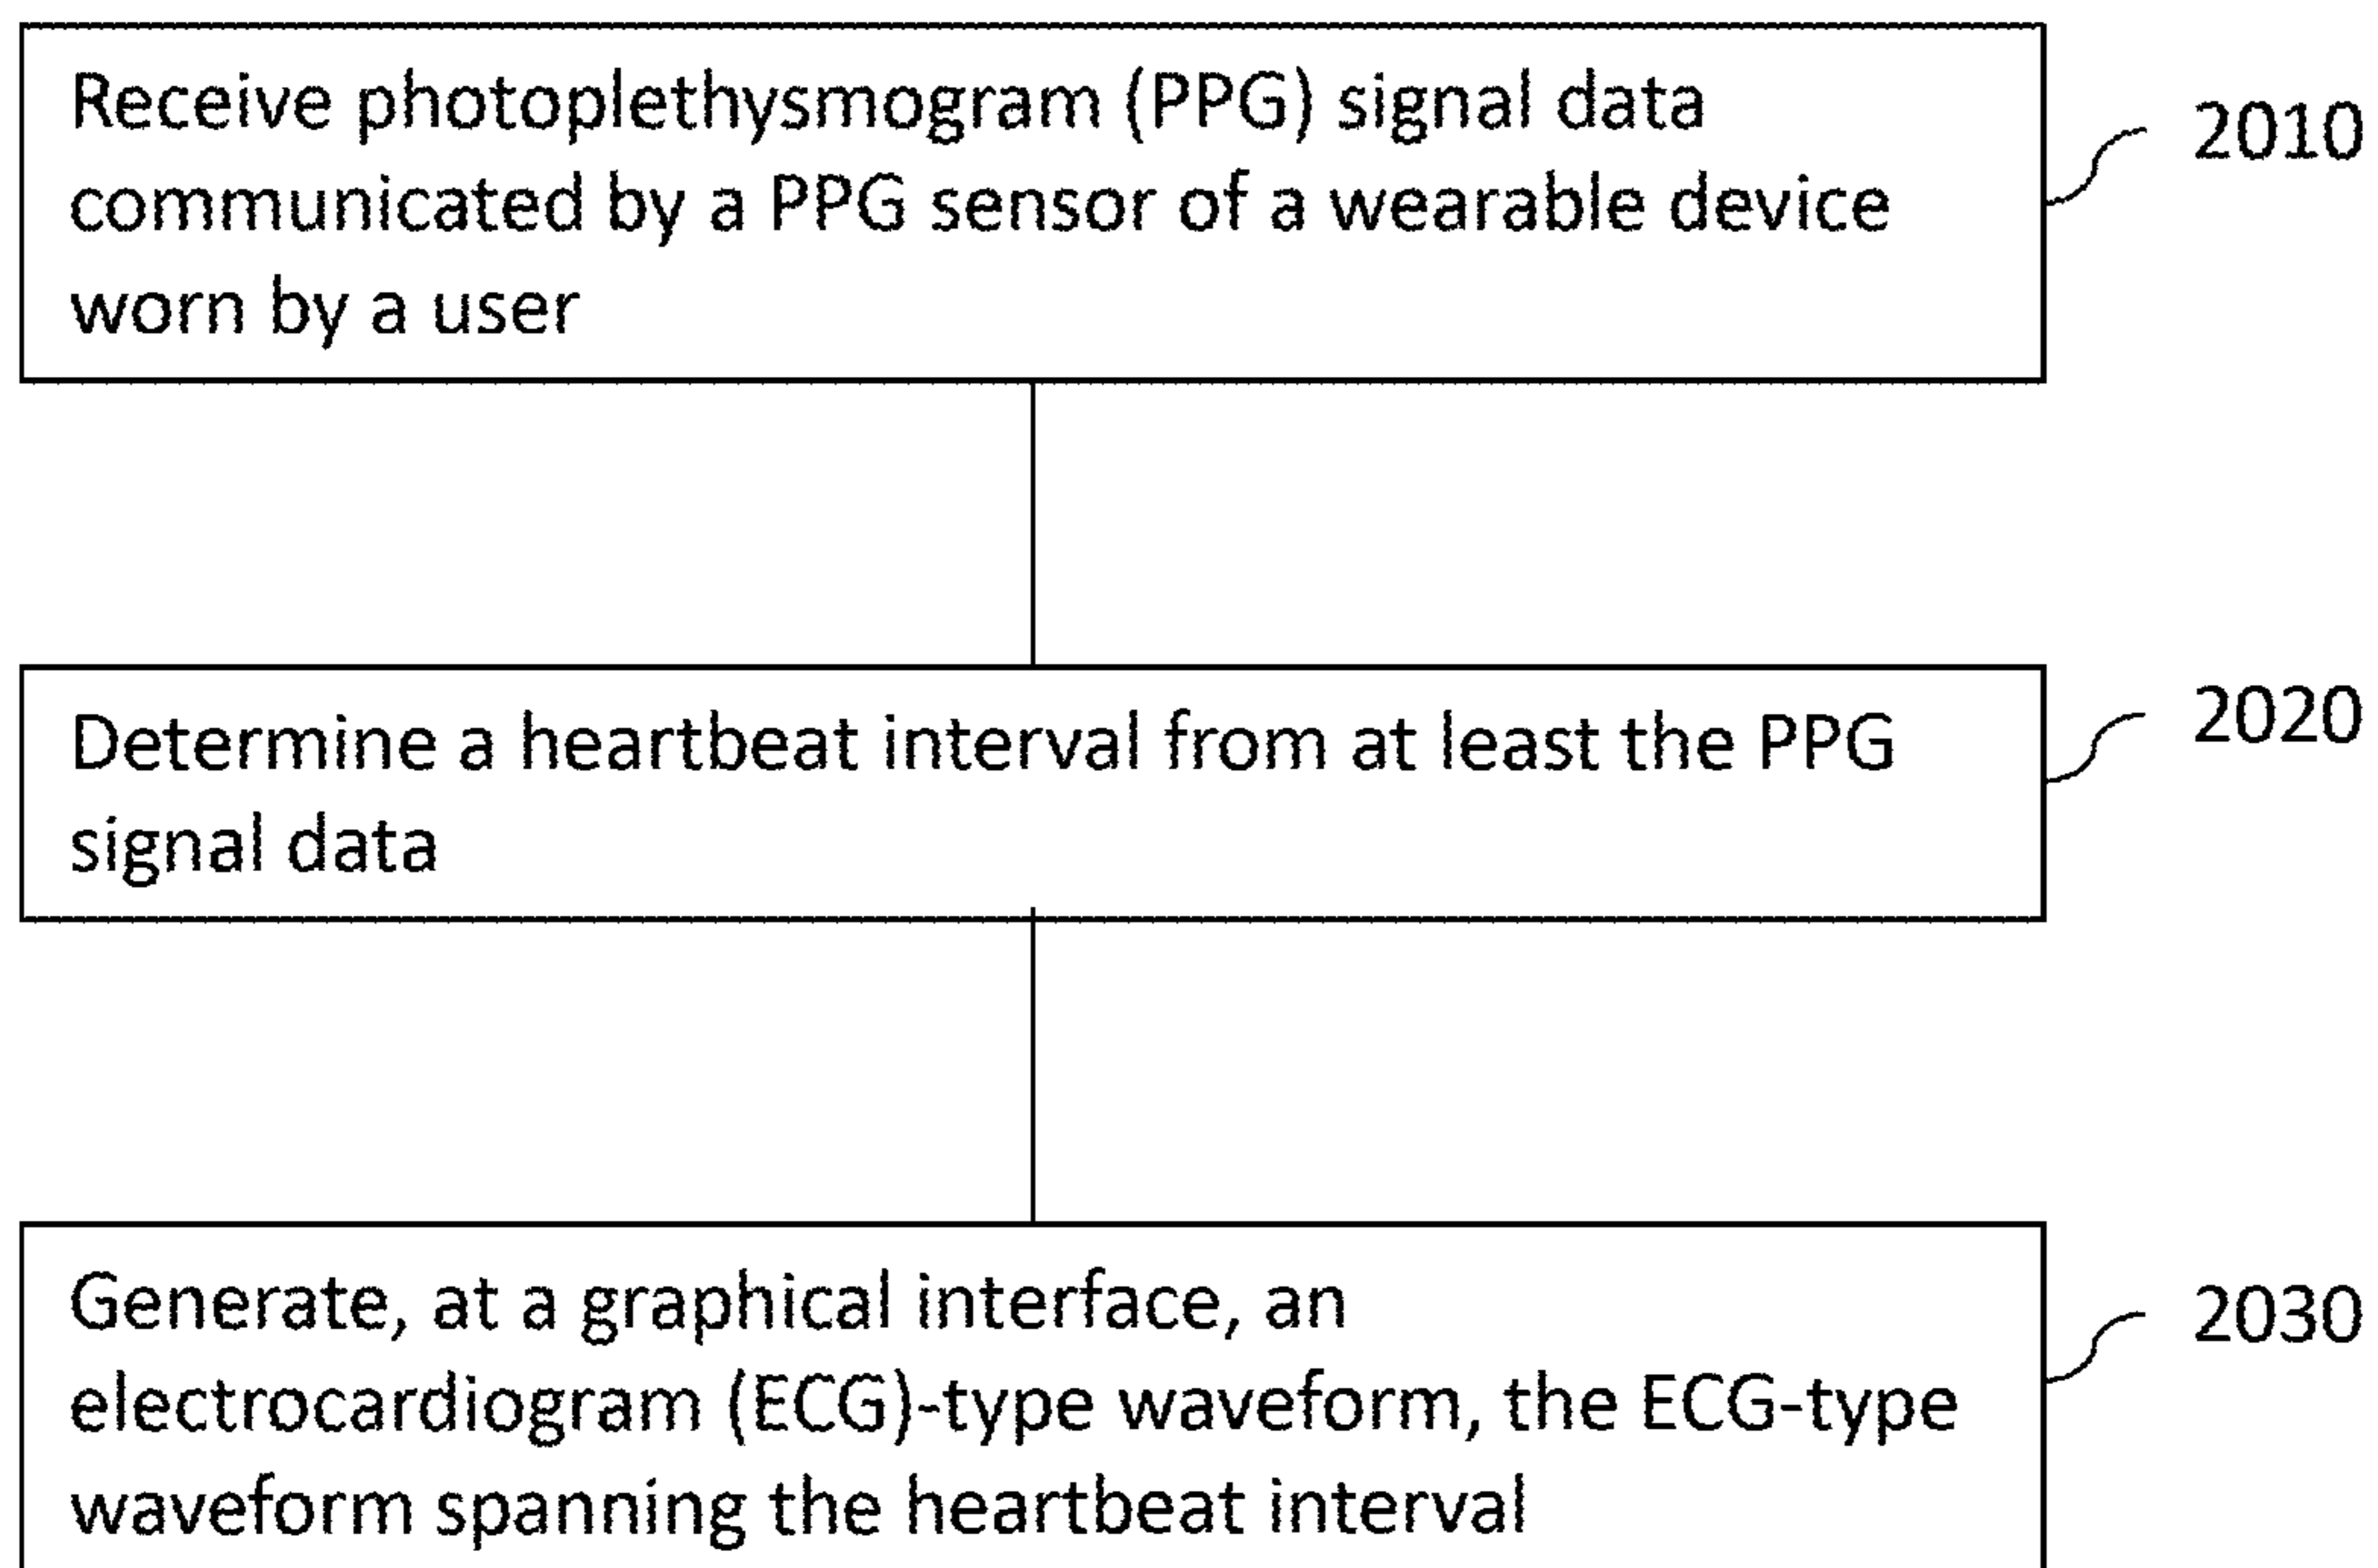 Receive photoplethysmogram (PPG) signal data
communicated by a PPG sensor of a wearable device
worn by a user
2010
Determine a heartbeat interval from at least the PPG
signal data
2020
Generate, at a graphical interface, an
electrocardiogram (ECG)-type waveform, the ECG-type
waveform spanning the heartbeat interval
2030